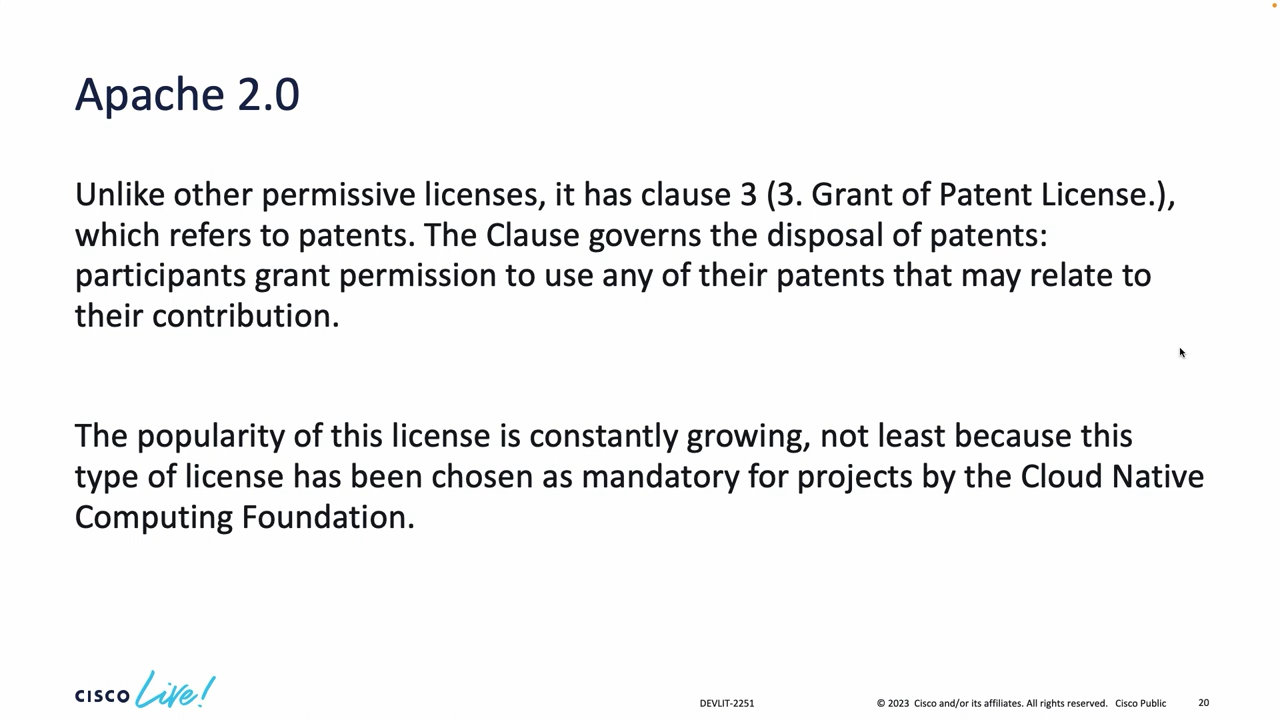 Apache 2.0
Unlike other permissive licenses, it has clause 3 (3. Grant of Patent License.),
which refers to patents. The Clause governs the disposal of patents:
participants grant permission to use any of their patents that may relate to
their contribution.
The popularity of this license is constantly growing, not least because this
type of license has been chosen as mandatory for projects by the Cloud Native
Computing Foundation.
CISCO Live!
DEVLIT-2251
© 2023 Cisco and/or its affiliates. All rights reserved. Cisco Public
20